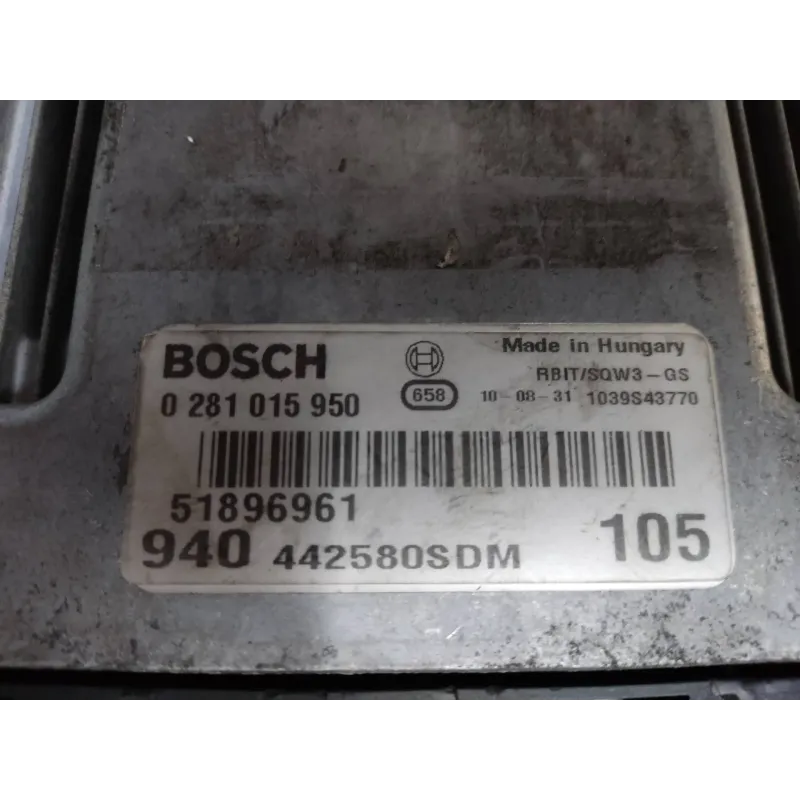 BOSCH
Made in Hungary
RBIT/SQW3-GS
0 281 015 950
658
10-08-31 1039S43770
51896961
940 442580SDM 105